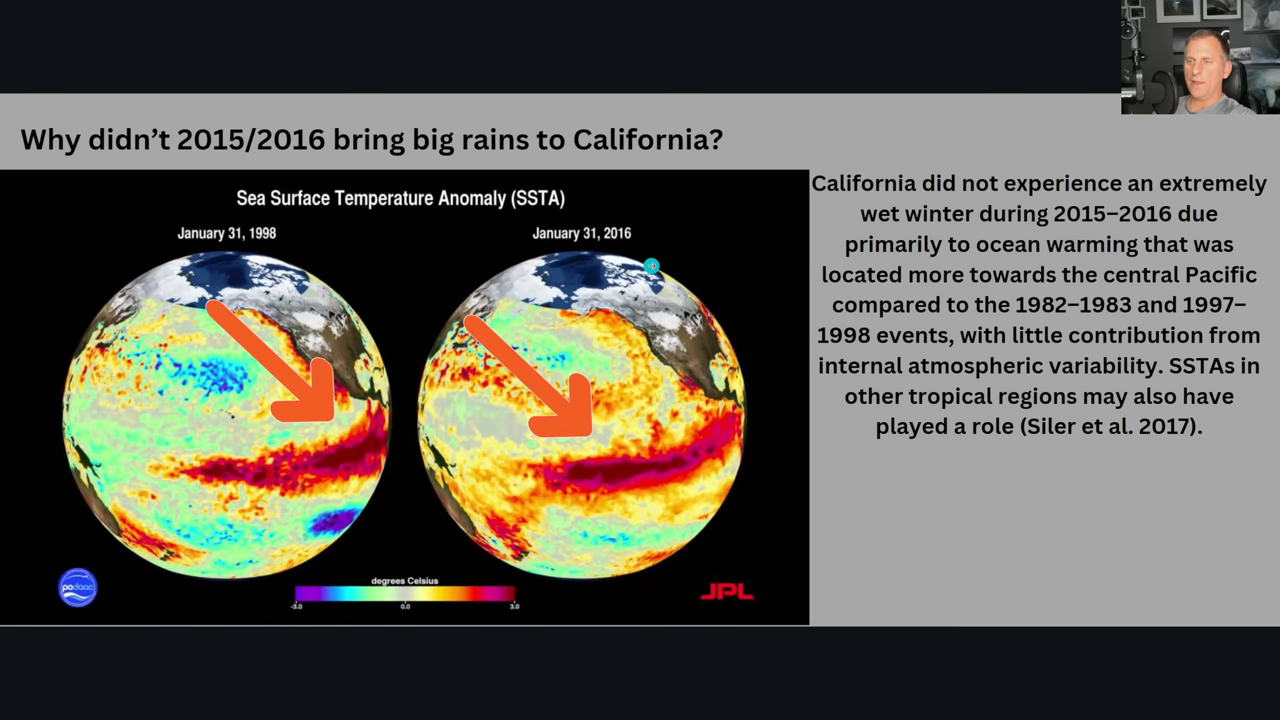 Why didn’t 2015/2016 bring big rains to California?
Sea Surface Temperature Anomaly (SSTA)
January 31, 1998
January 31, 2016
degrees Celsius
-3.0
0.0
3.0
podaac
JPL
California did not experience an extremely
wet winter during 2015–2016 due
primarily to ocean warming that was
located more towards the central Pacific
compared to the 1982–1983 and 1997–
1998 events, with little contribution from
internal atmospheric variability. SSTAs in
other tropical regions may also have
played a role (Siler et al. 2017).